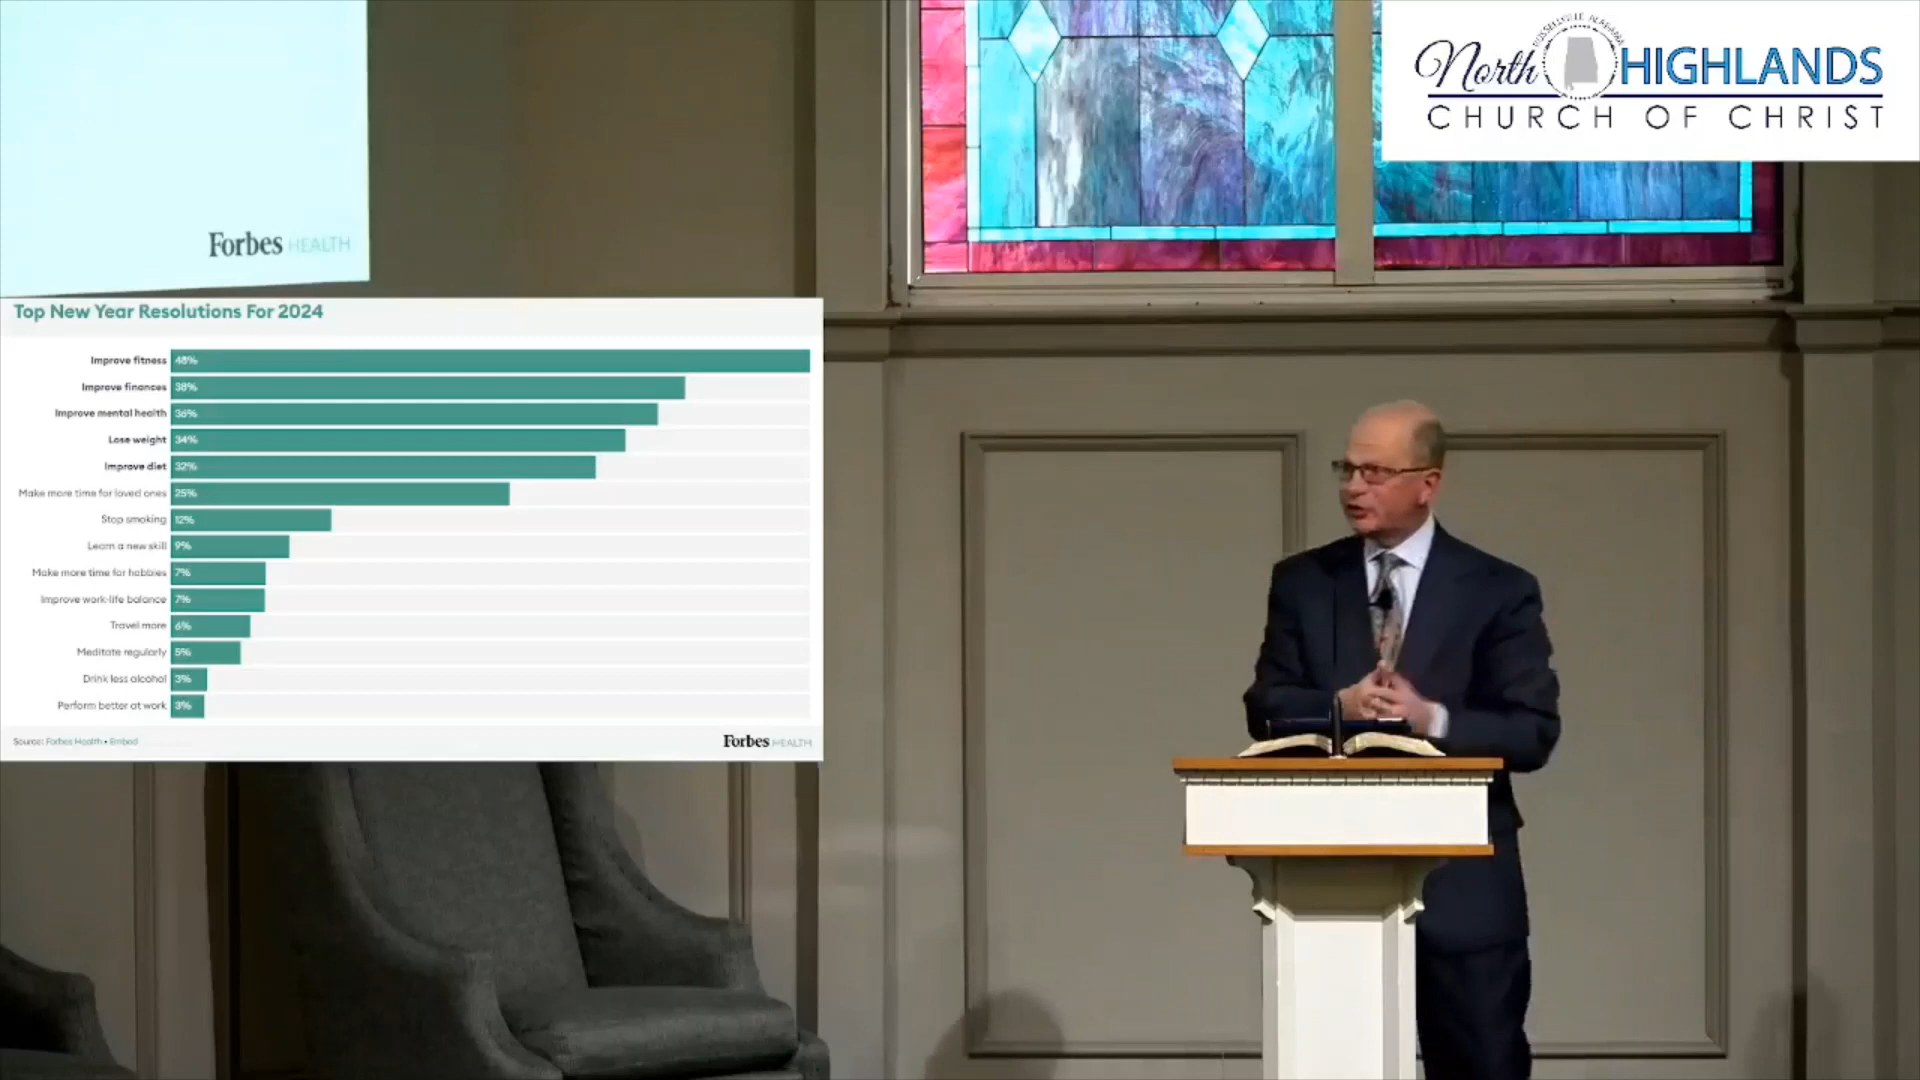 Forbes HEALTH
RUSSELLVILLE ALABAMA
North HIGHLANDS
CHURCH OF CHRIST
Top New Year Resolutions For 2024
Improve fitness 48%
Improve finances 38%
Improve mental health 36%
Lose weight 34%
Improve diet 32%
Make more time for loved ones 25%
Stop smoking 12%
Learn a new skill 9%
Make more time for hobbies 7%
Improve work-life balance 7%
Travel more 6%
Meditate regularly 5%
Drink less alcohol 3%
Perform better at work 3%
Source: Forbes Health • Embed
Forbes HEALTH